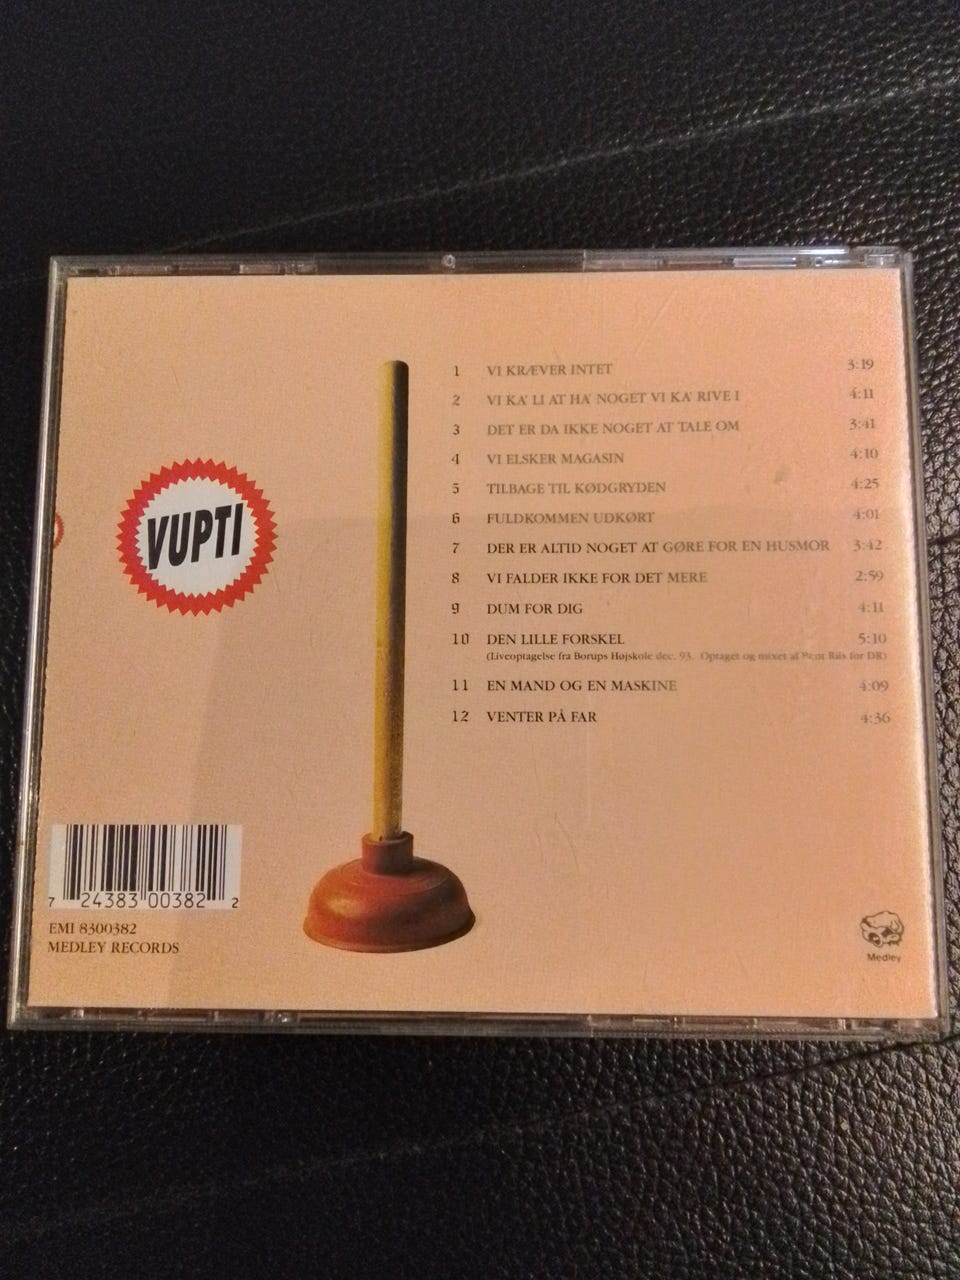 VUPTI
1 VI KRÆVER INTET 3:19
2 VI KA' LI AT HA' NOGET VI KA' RIVE I 4:11
3 DET ER DA IKKE NOGET AT TALE OM 3:41
4 VI ELSKER MAGASIN 4:10
5 TILBAGE TIL KØDGRYDEN 4:25
6 FULDKOMMEN UDKØRT 4:01
7 DER ER ALTID NOGET AT GØRE FOR EN HUSMOR 3:42
8 VI FALDER IKKE FOR DET MERE 2:59
9 DUM FOR DIG 4:11
10 DEN LILLE FORSKEL 5:10
(Liveoptagelse fra Borups Højskole dec. 93. Optaget og mixet af Bent Riis for DR)
11 EN MAND OG EN MASKINE 4:09
12 VENTER PÅ FAR 4:36
7 24383 00382 2
EMI 8300382
MEDLEY RECORDS
Medley